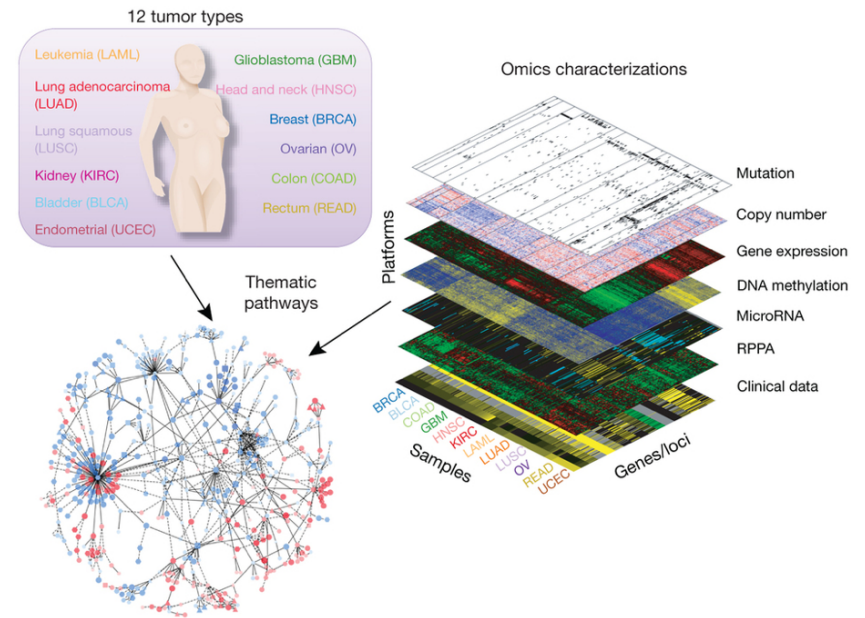 12 tumor types
Leukemia (LAML)
Lung adenocarcinoma
(LUAD)
Lung squamous
(LUSC)
Kidney (KIRC)
Bladder (BLCA)
Endometrial (UCEC)
Glioblastoma (GBM)
Head and neck (HNSC)
Breast (BRCA)
Ovarian (OV)
Colon (COAD)
Rectum (READ)
Thematic
pathways
Omics characterizations
Platforms
Mutation
Copy number
Gene expression
DNA methylation
MicroRNA
RPPA
Clinical data
BRCA
BLCA
COAD
GBM
HNSC
KIRC
LAML
LUAD
LUSC
OV
READ
UCEC
Samples
Genes/loci